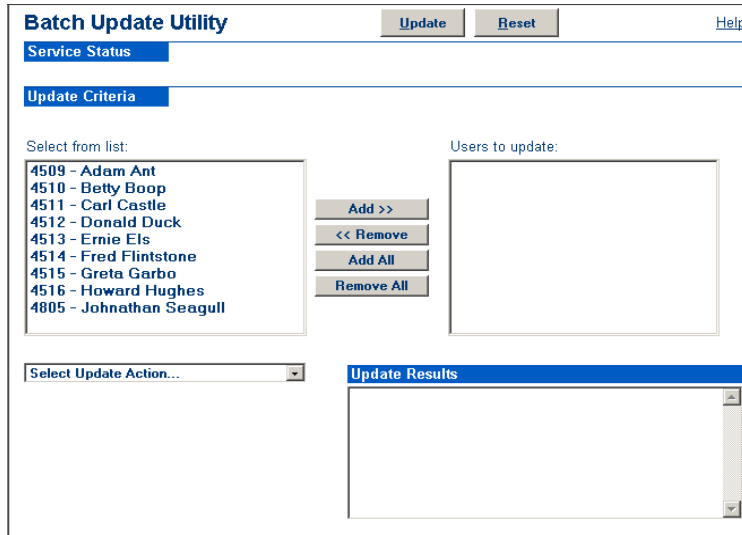 Batch Update Utility Update Reset Help
Service Status
Update Criteria
Select from list: Users to update:
4509 - Adam Ant
4510 - Betty Boop
4511 - Carl Castle
4512 - Donald Duck
4513 - Ernie Els
4514 - Fred Flintstone
4515 - Greta Garbo
4516 - Howard Hughes
4805 - Johnathan Seagull
Add >>
<< Remove
Add All
Remove All
Select Update Action...
Update Results